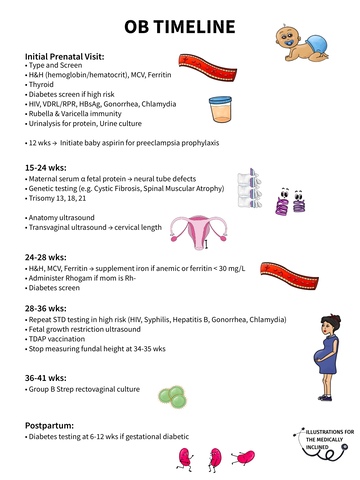 OB TIMELINE
Initial Prenatal Visit:
• Type and Screen
• H&H (hemoglobin/hematocrit), MCV, Ferritin
• Thyroid
• Diabetes screen if high risk
• HIV, VDRL/RPR, HBsAg, Gonorrhea, Chlamydia
• Rubella & Varicella immunity
• Urinalysis for protein, Urine culture
• 12 wks → Initiate baby aspirin for preeclampsia prophylaxis
15-24 wks:
• Maternal serum α fetal protein → neural tube defects
• Genetic testing (e.g. Cystic Fibrosis, Spinal Muscular Atrophy)
• Trisomy 13, 18, 21
• Anatomy ultrasound
• Transvaginal ultrasound → cervical length
24-28 wks:
• H&H, MCV, Ferritin → supplement iron if anemic or ferritin < 30 mg/L
• Administer Rhogam if mom is Rh-
• Diabetes screen
28-36 wks:
• Repeat STD testing in high risk (HIV, Syphilis, Hepatitis B, Gonorrhea, Chlamydia)
• Fetal growth restriction ultrasound
• TDAP vaccination
• Stop measuring fundal height at 34-35 wks
36-41 wks:
• Group B Strep rectovaginal culture
Postpartum:
• Diabetes testing at 6-12 wks if gestational diabetic
ILLUSTRATIONS FOR
THE MEDICALLY
INCLINED